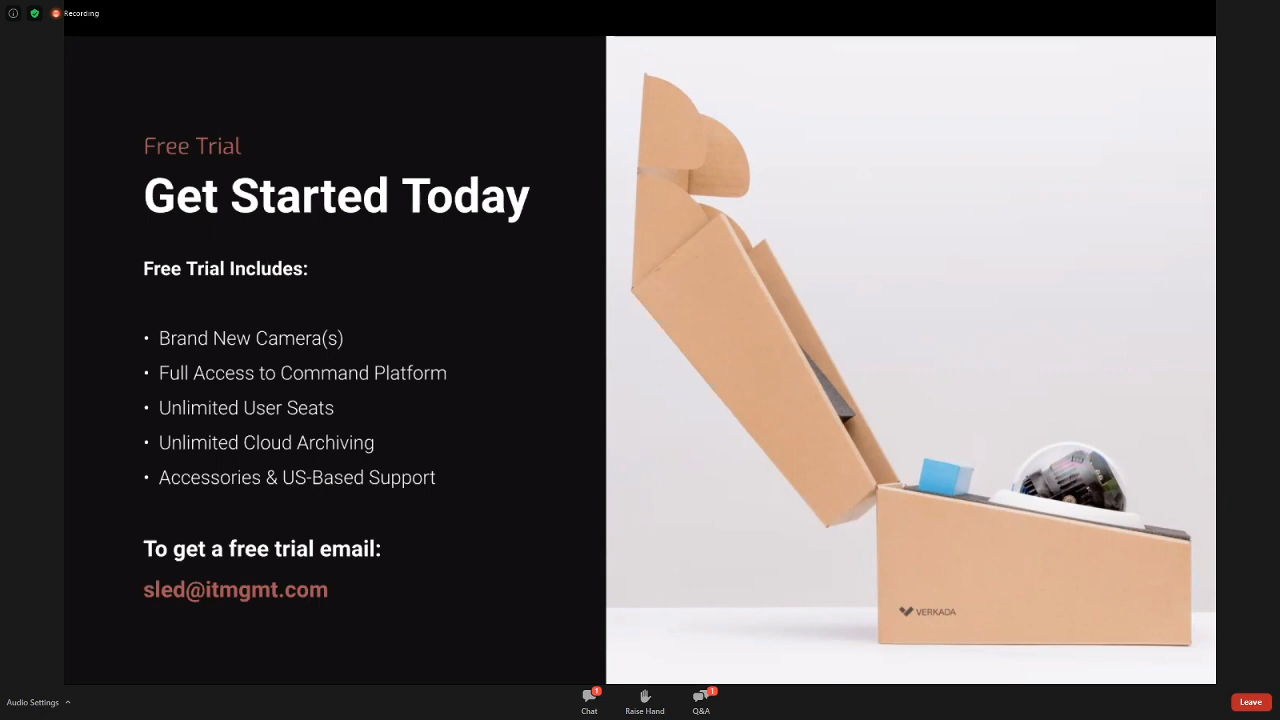 Recording
Free Trial
Get Started Today
Free Trial Includes:
• Brand New Camera(s)
• Full Access to Command Platform
• Unlimited User Seats
• Unlimited Cloud Archiving
• Accessories & US-Based Support
To get a free trial email:
sled@itmgmt.com
VERKADA
Audio Settings
1
Chat
Raise Hand
1
Q&A
Leave